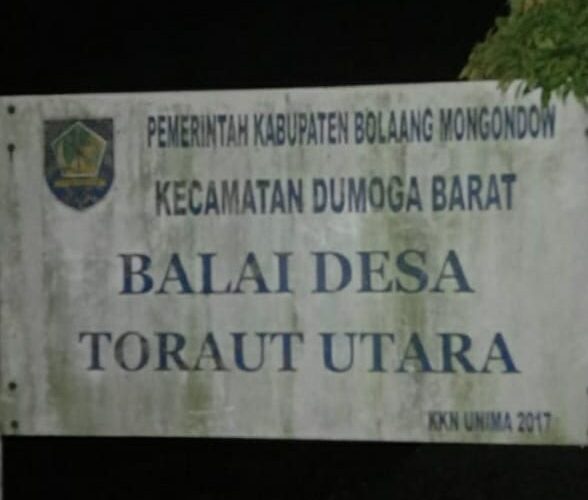 PEMERINTAH KABUPATEN BOLAANG MONGONDOW
KECAMATAN DUMOGA BARAT
BALAI DESA
TORAUT UTARA
KKN UNIMA 2017